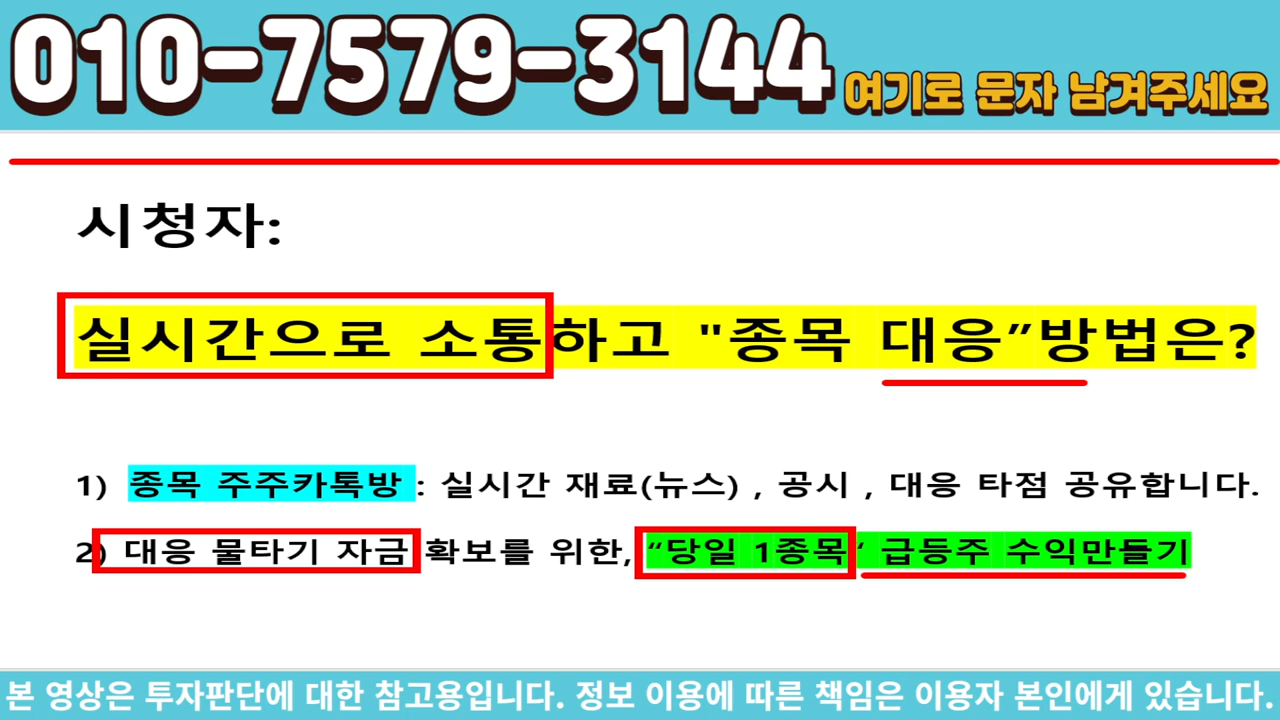 010-7579-3144 여기로 문자 남겨주세요
시청자:
실시간으로 소통하고 "종목 대응”방법은?
1) 종목 주주카톡방 : 실시간 재료(뉴스) , 공시 , 대응 타점 공유합니다.
2) 대응 물타기 자금 확보를 위한, “당일 1종목‘ 급등주 수익만들기
본 영상은 투자판단에 대한 참고용입니다. 정보 이용에 따른 책임은 이용자 본인에게 있습니다.